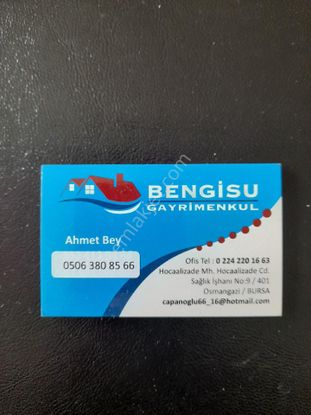 BENGİSU
GAYRİMENKUL
Ahmet Bey
0506 380 85 66
Ofis Tel : 0 224 220 16 63
Hocaalizade Mh. Hocaalizade Cd.
Sağlık İşhanı No:9 / 401
Osmangazi / BURSA
capanoglu66_16@hotmail.com